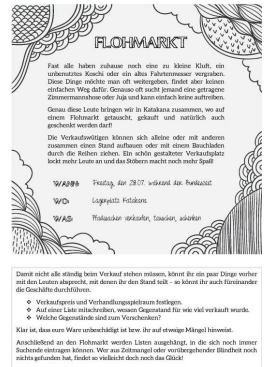 FLOHMARKT
Fast alle haben zuhause noch eine zu kleine Kluft, ein
unbenutztes Koschi oder ein altes Fahrtenmesser vergraben.
Diese Dinge möchte man oft weitergeben, findet aber keinen
einfachen Weg dafür. Genauso oft sucht jemand eine getragene
Zimmermannshose oder Juja und kann einfach keine auftreiben.
Genau diese Leute bringen wir in Katakana zusammen, wo auf
einem Flohmarkt getauscht, gekauft und natürlich auch
geschenkt werden darf!
Die Verkaufswütigen können sich alleine oder mit anderen
zusammen einen Stand aufbauen oder mit einem Bauchladen
durch die Reihen ziehen. Ein schön gestalteter Verkaufsplatz
lockt mehr Leute an und das Stöbern macht noch mehr Spaß!
WANN: Freitag, den 28.07. während der Bundeszeit
WO: Lagerplatz Katakana
WAS: Pfadisachen verkaufen, tauschen, schenken
Damit nicht alle ständig beim Verkauf stehen müssen, könnt ihr ein paar Dinge vorher
mit den Leuten absprecht, mit denen ihr den Stand teilt – so könnt ihr auch füreinander
die Geschäfte durchführen.
❖ Verkaufspreis und Verhandlungsspielraum festlegen.
❖ Auf einer Liste mitschreiben, wessen Gegenstand für wie viel verkauft wurde.
❖ Welche Gegenstände sind zum Verschenken?
Klar ist, dass eure Ware unbeschädigt ist bzw. ihr auf etwaige Mängel hinweist.
Anschließend an den Flohmarkt werden Listen ausgehängt, in die sich noch immer
Suchende eintragen können. Wer aus Zeitmangel oder vorübergehender Blindheit noch
nichts gefunden hat, findet so vielleicht doch noch das Glück!